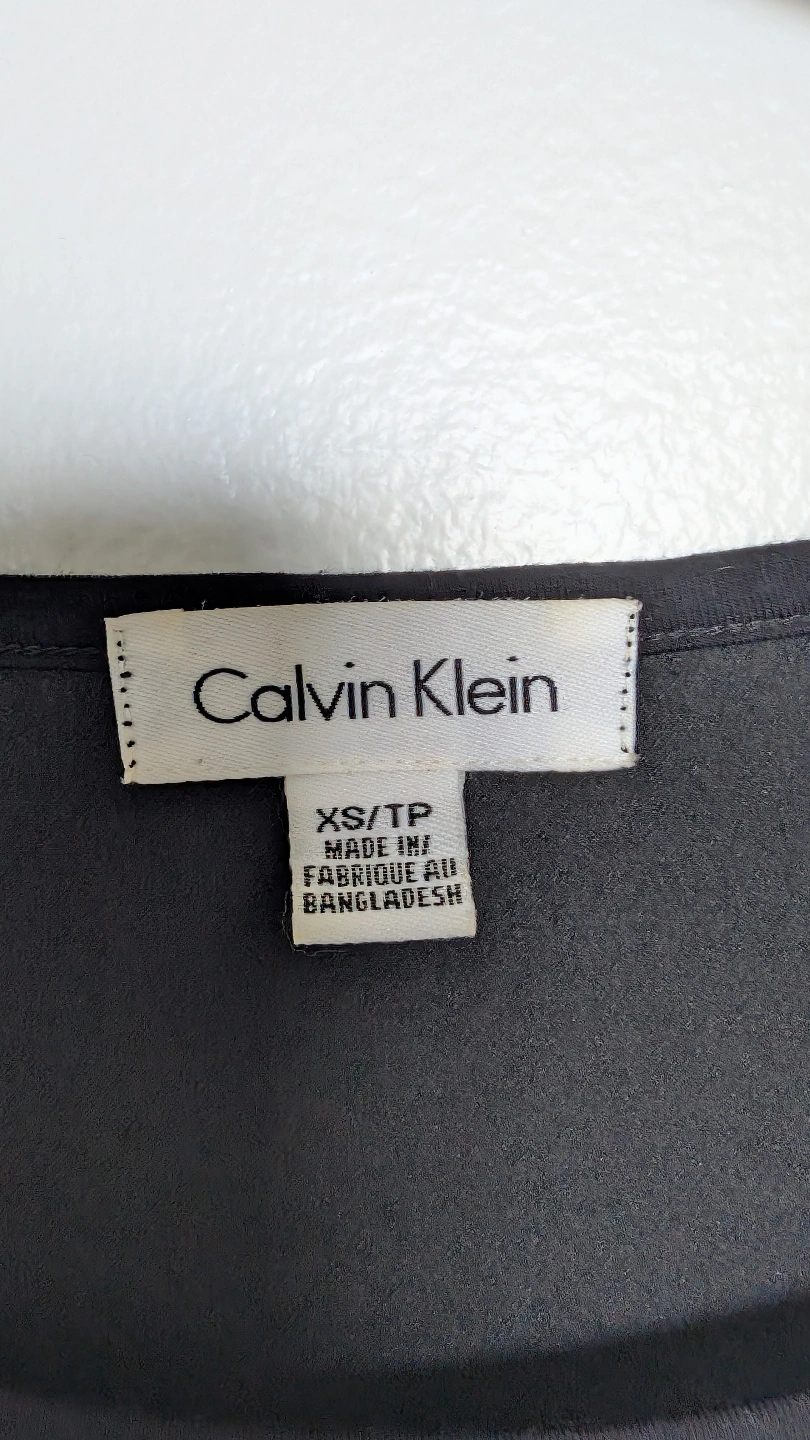 Calvin Klein
XS/TP
MADE IN/
FABRIQUE AU
BANGLADESH